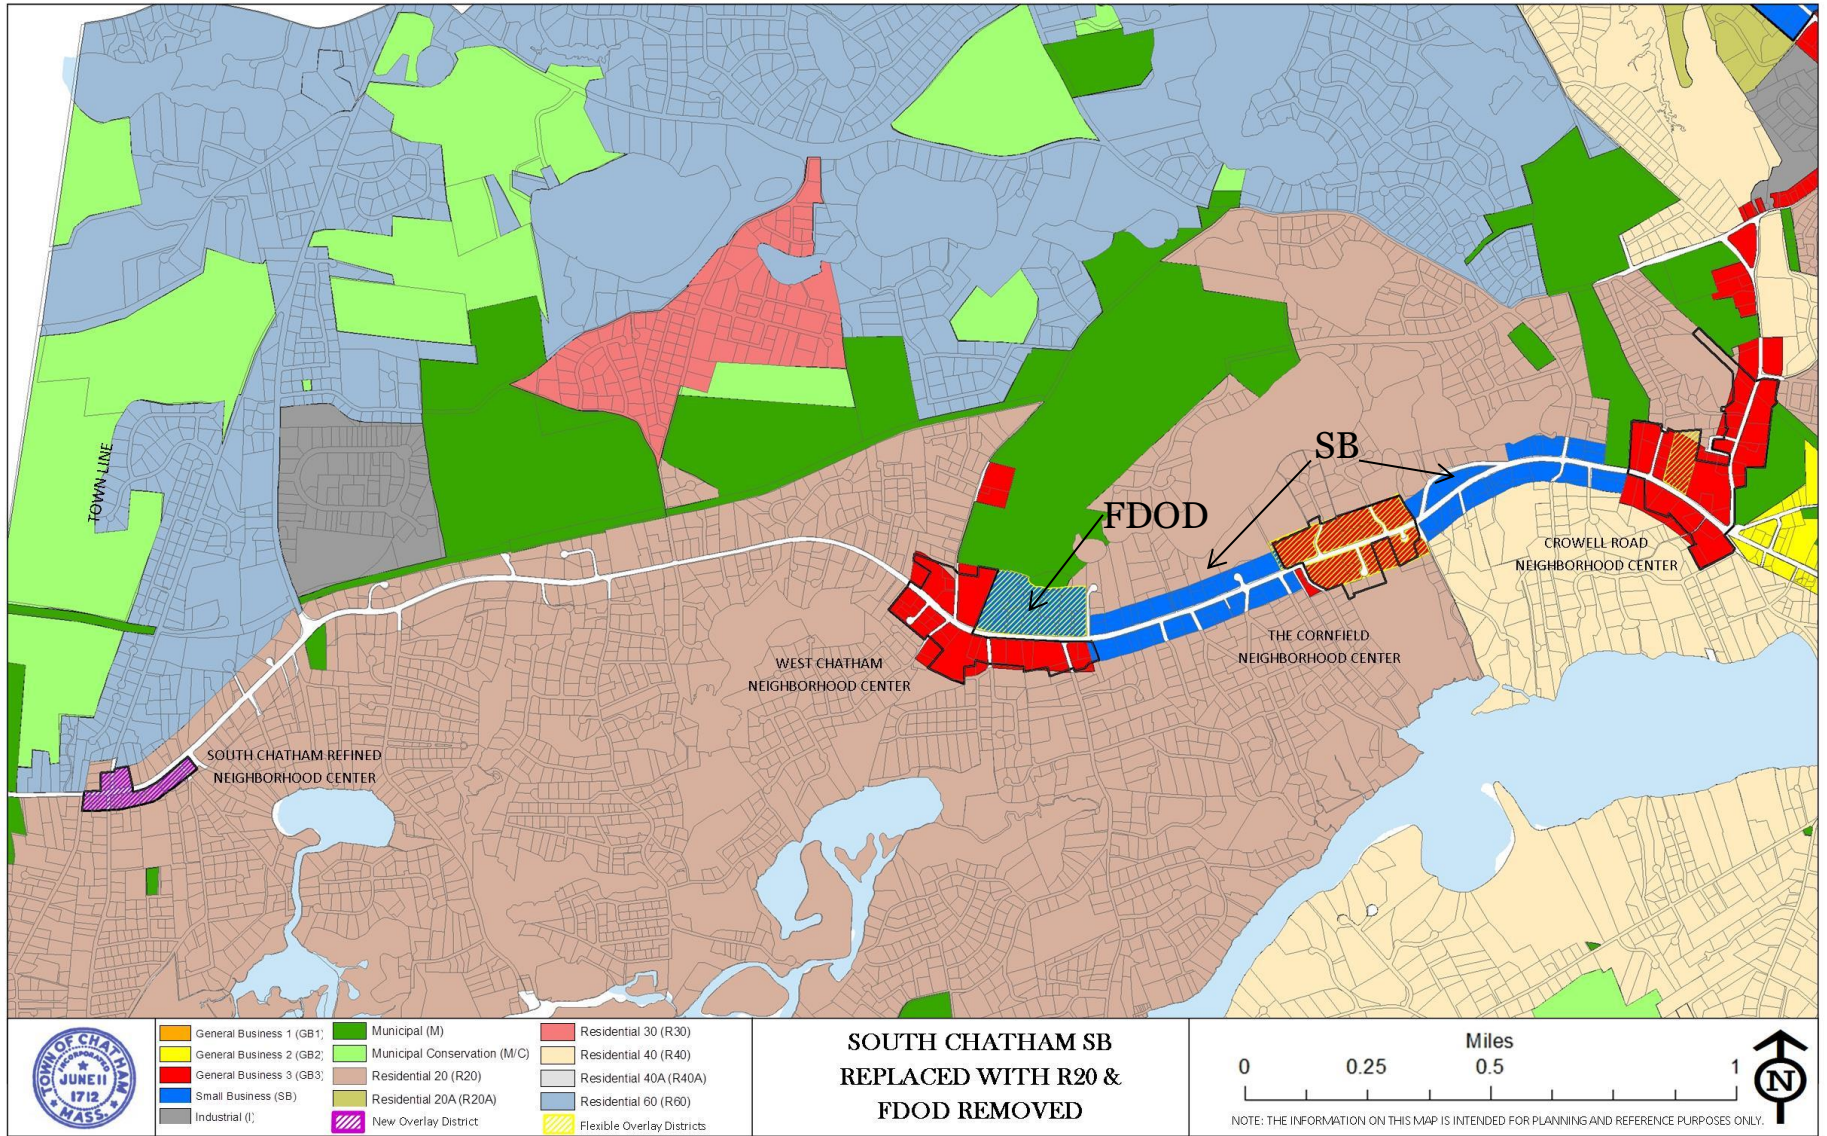 TOWN LINE
SB
FDOD
CROWELL ROAD
NEIGHBORHOOD CENTER
THE CORNFIELD
NEIGHBORHOOD CENTER
WEST CHATHAM
NEIGHBORHOOD CENTER
SOUTH CHATHAM REFINED
NEIGHBORHOOD CENTER
TOWN OF CHATHAM
INCORPORATED
JUNE 11
1712
MASS.
General Business 1 (GB1)
General Business 2 (GB2)
General Business 3 (GB3)
Small Business (SB)
Industrial (I)
Municipal (M)
Municipal Conservation (M/C)
Residential 20 (R20)
Residential 20A (R20A)
New Overlay District
Residential 30 (R30)
Residential 40 (R40)
Residential 40A (R40A)
Residential 60 (R60)
Flexible Overlay Districts
SOUTH CHATHAM SB
REPLACED WITH R20 &
FDOD REMOVED
Miles
0 0.25 0.5 1
N
NOTE: THE INFORMATION ON THIS MAP IS INTENDED FOR PLANNING AND REFERENCE PURPOSES ONLY.